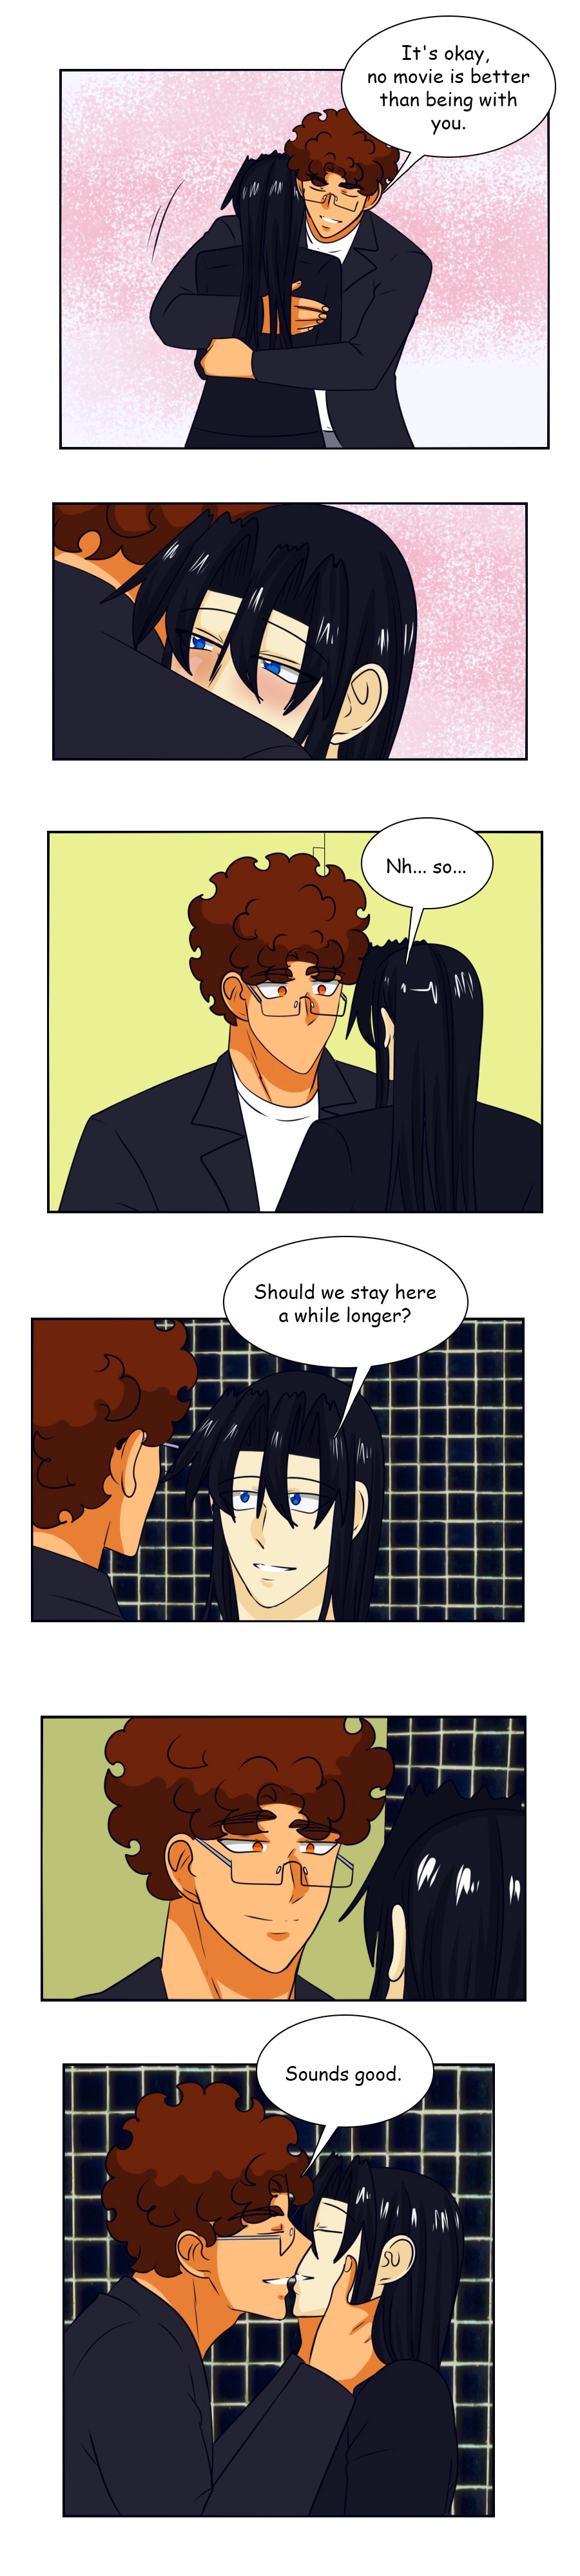 It's okay,
no movie is better
than being with
you.
Nh... so...
Should we stay here
a while longer?
Sounds good.